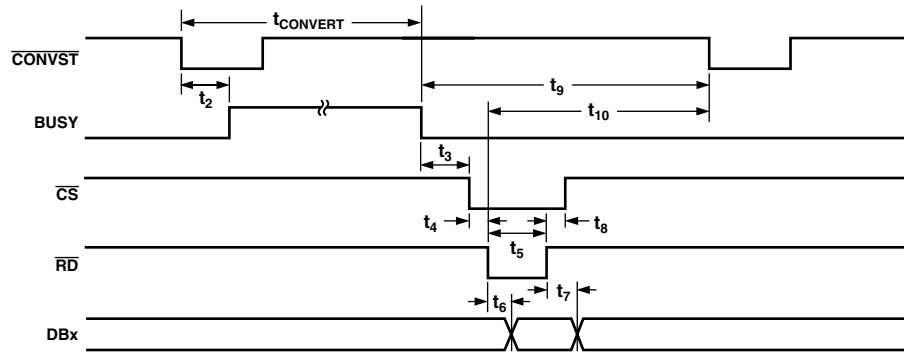 tCONVERT
CONVST
t2
t9
t10
BUSY
t3
CS
t4
t8
t5
RD
t6
t7
DBx